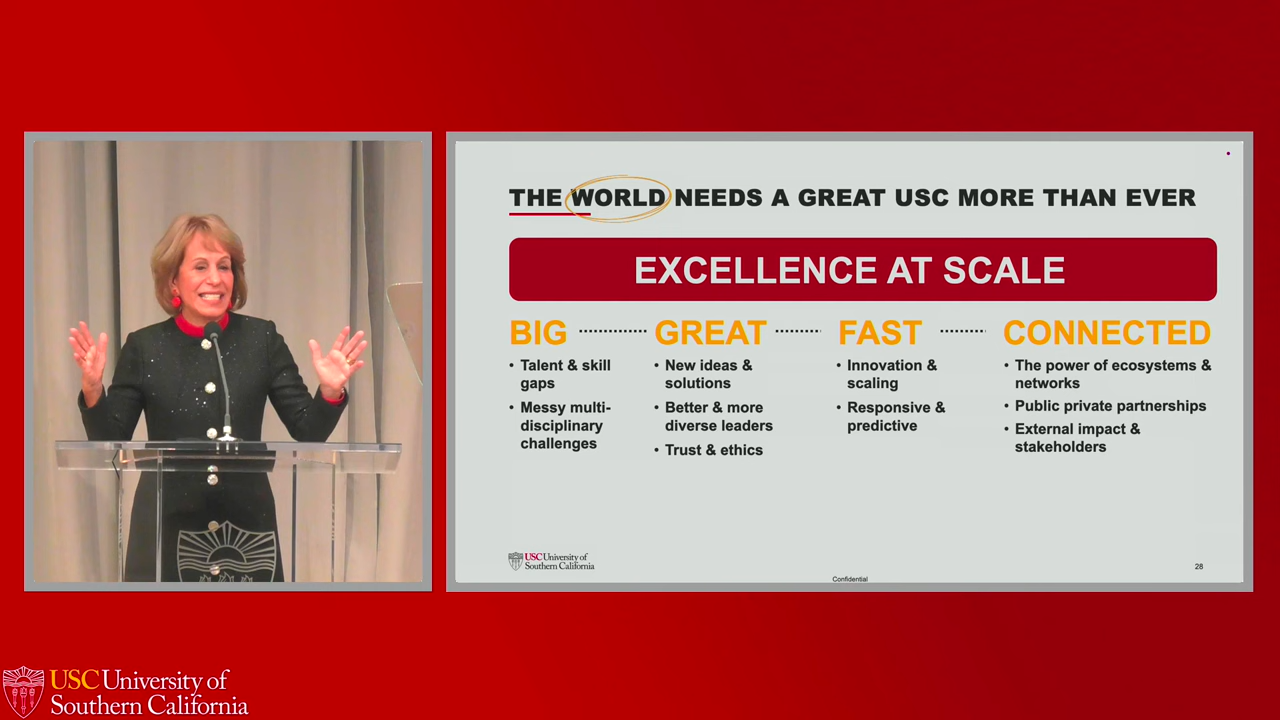 THE WORLD NEEDS A GREAT USC MORE THAN EVER
EXCELLENCE AT SCALE
BIG
• Talent & skill
gaps
• Messy multi-
disciplinary
challenges
GREAT
• New ideas &
solutions
• Better & more
diverse leaders
• Trust & ethics
FAST
• Innovation &
scaling
• Responsive &
predictive
CONNECTED
• The power of ecosystems &
networks
• Public private partnerships
• External impact &
stakeholders
USC University of
Southern California
Confidential
28
USC University of
Southern California